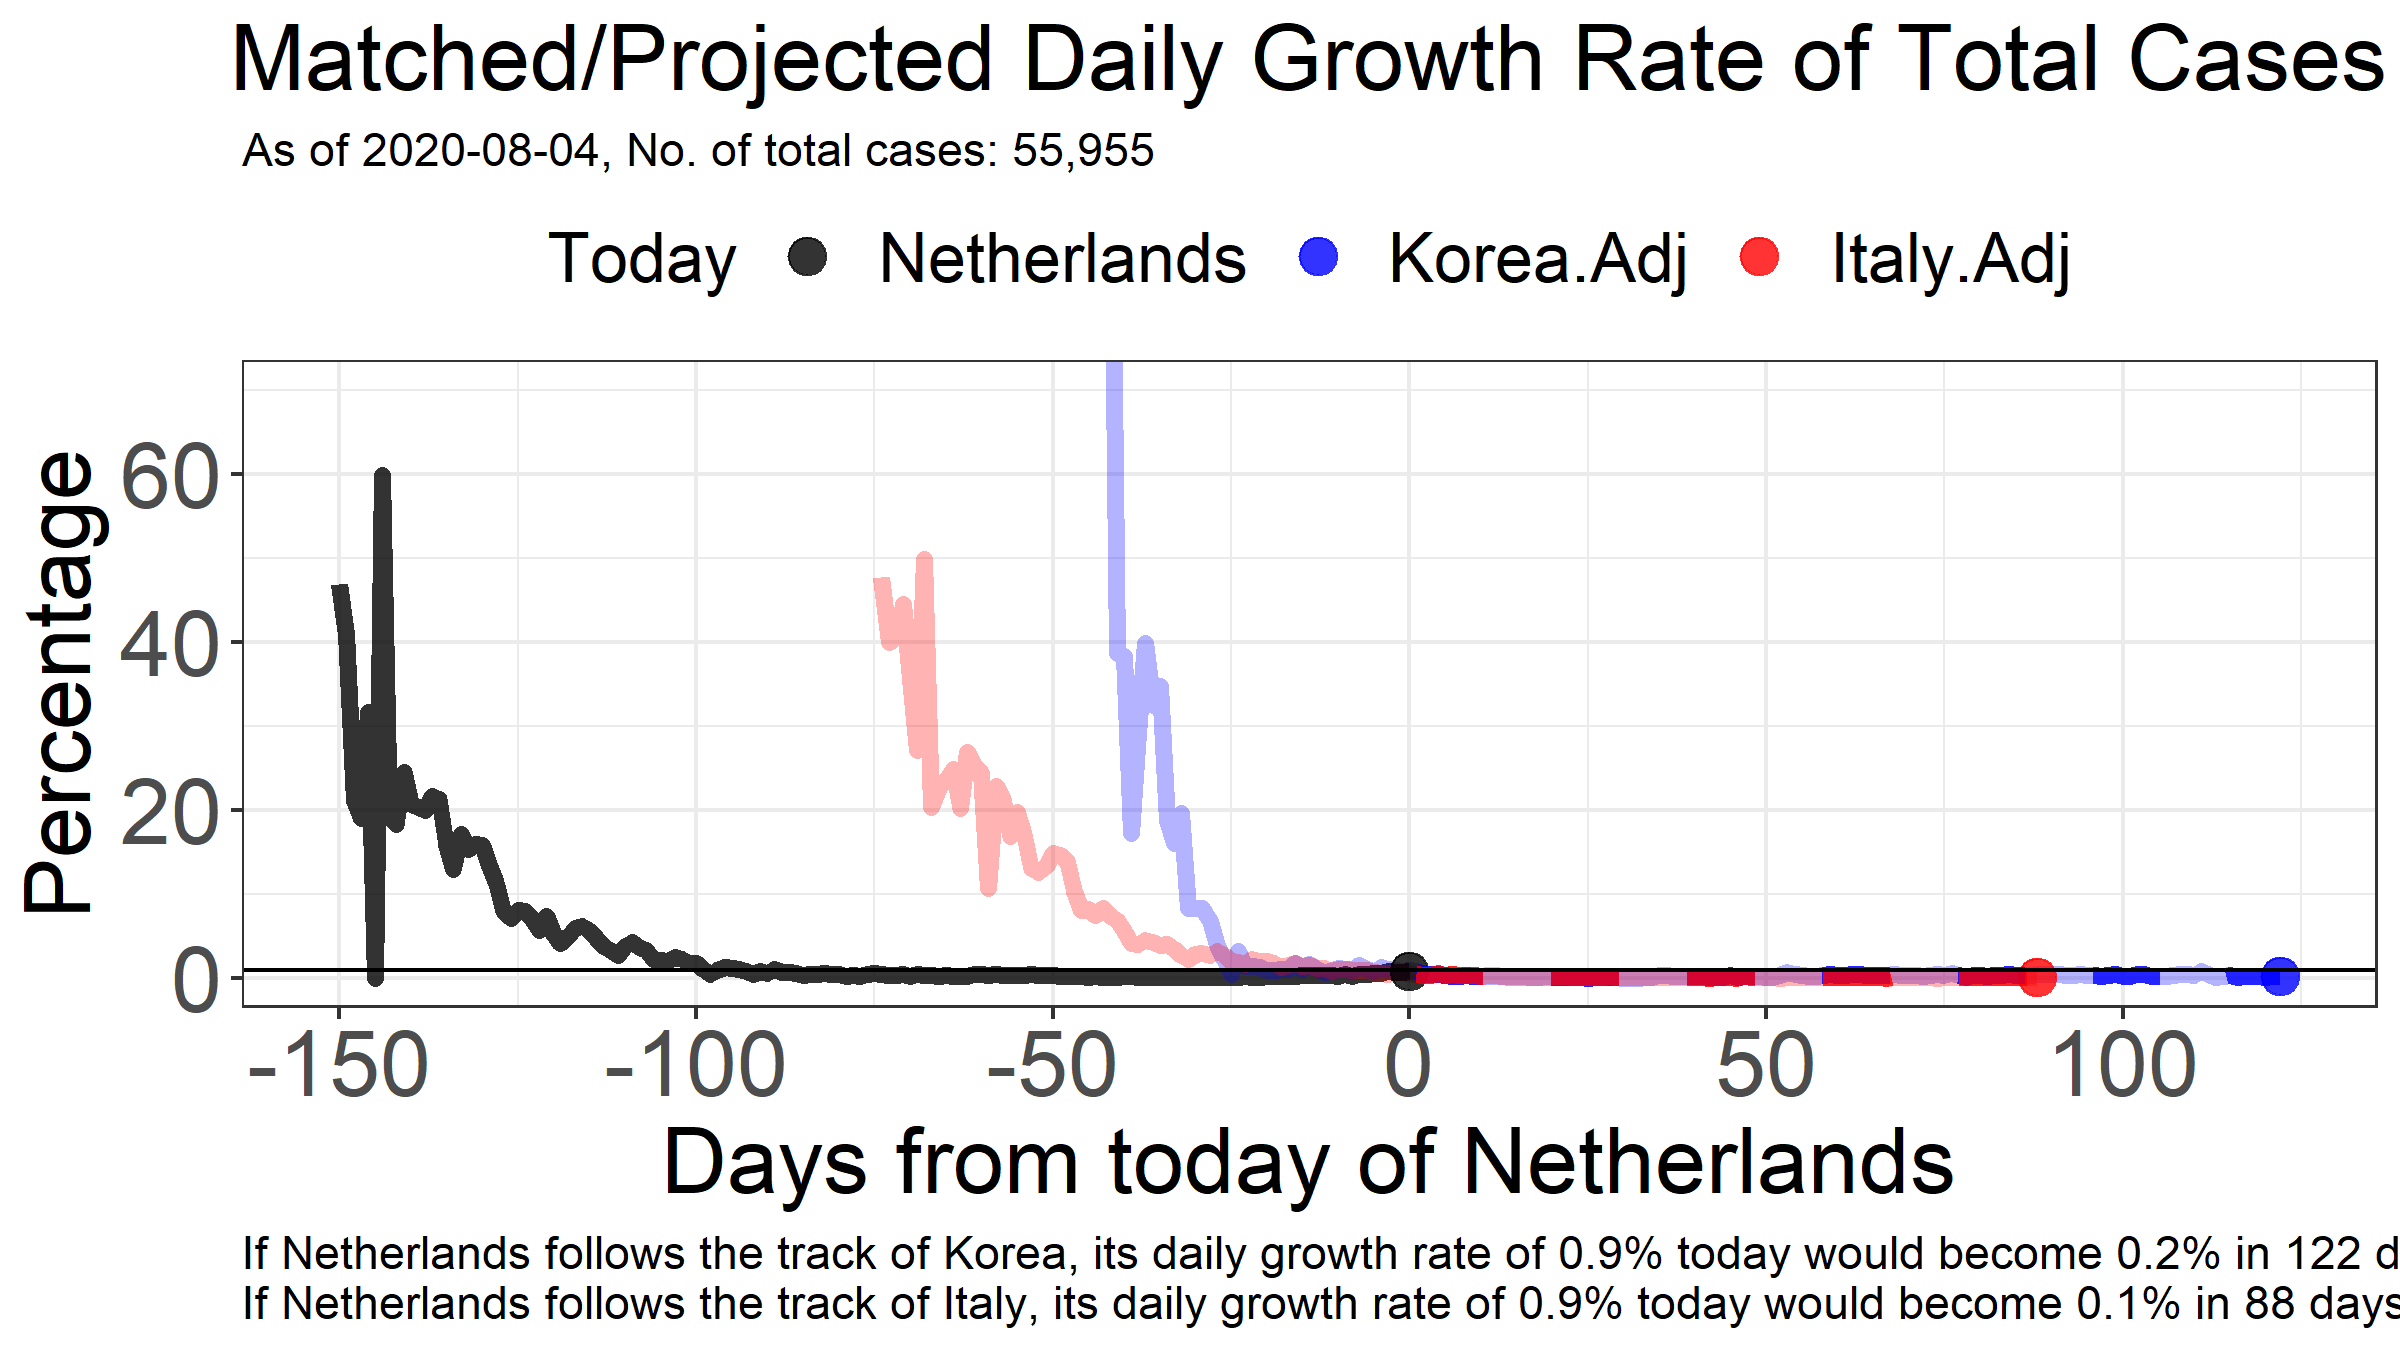 Matched/Projected Daily Growth Rate of Total Cases
As of 2020-08-04, No. of total cases: 55,955
Today Netherlands Korea.Adj Italy.Adj
Percentage
60
40
20
0
-150 -100 -50 0 50 100
Days from today of Netherlands
If Netherlands follows the track of Korea, its daily growth rate of 0.9% today would become 0.2% in 122 d
If Netherlands follows the track of Italy, its daily growth rate of 0.9% today would become 0.1% in 88 days